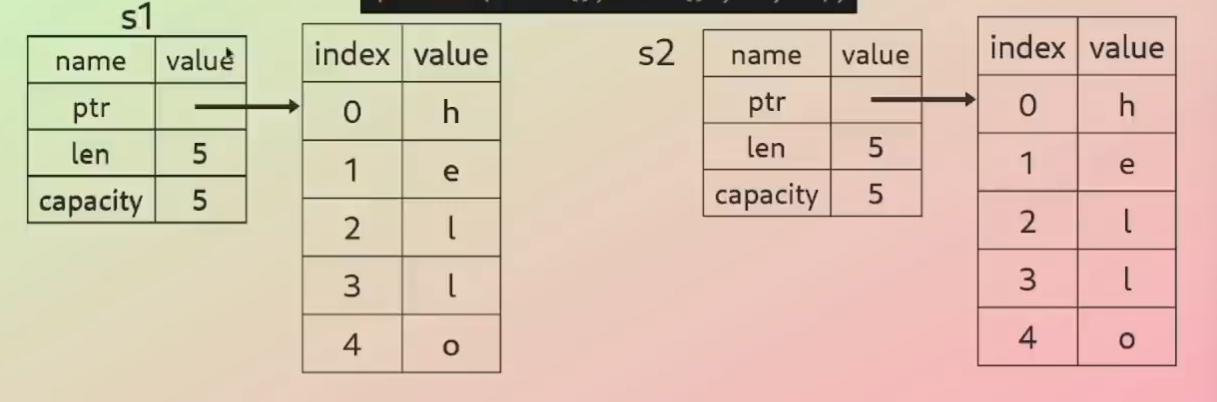 s1
name value
ptr
len 5
capacity 5
index value
0 h
1 e
2 l
3 l
4 o
s2
name value
ptr
len 5
capacity 5
index value
0 h
1 e
2 l
3 l
4 o